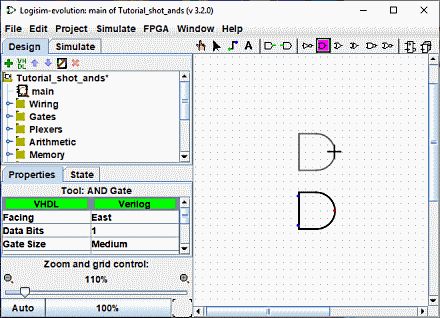 Logisim-evolution: main of Tutorial_shot_ands (v 3.2.0)
File Edit Project Simulate FPGA Window Help
Design Simulate
A
VH
DL
Tutorial_shot_ands*
main
Wiring
Gates
Plexers
Arithmetic
Memory
Properties State
Tool: AND Gate
VHDL Verilog
Facing East
Data Bits 1
Gate Size Medium
Zoom and grid control:
110%
Auto 100%